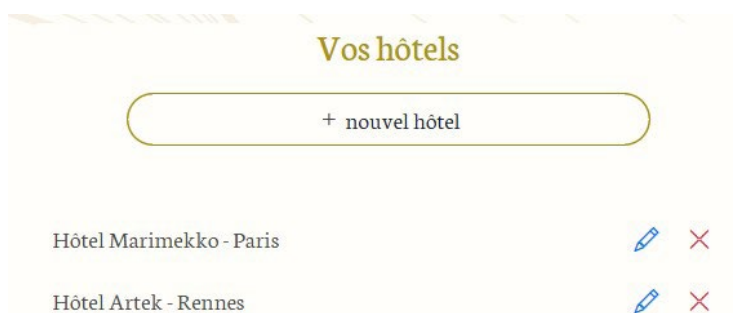 Vos hôtels
+ nouvel hôtel
Hôtel Marimekko - Paris
Hôtel Artek - Rennes